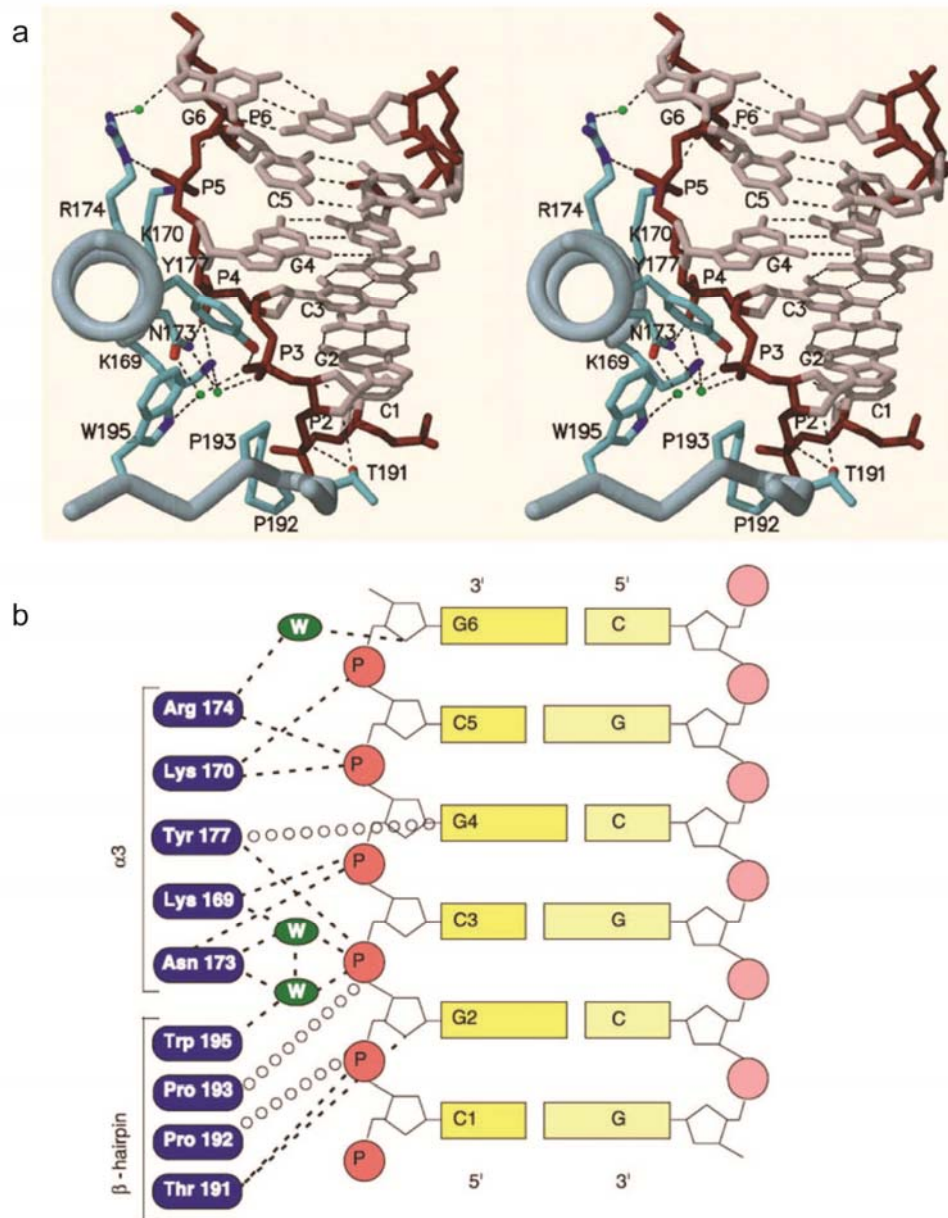 a
G6 P6 G6 P6
P5 C5 P5 C5
R174 R174
K170 K170
Y177 G4 Y177 G4
P4 P4
C3 C3
N173 P3 N173 P3
K169 G2 K169 G2
C1 C1
W195 P193 P2 W195 P193 P2
T191 T191
P192 P192
b
3' 5'
W G6 C
P
Arg 174
C5 G
Lys 170 P
Tyr 177 G4 C
α3
P
Lys 169
W C3 G
Asn 173 P
W
Trp 195 G2 C
Pro 193 P
β-hairpin
Pro 192 C1 G
Thr 191 P
5' 3'